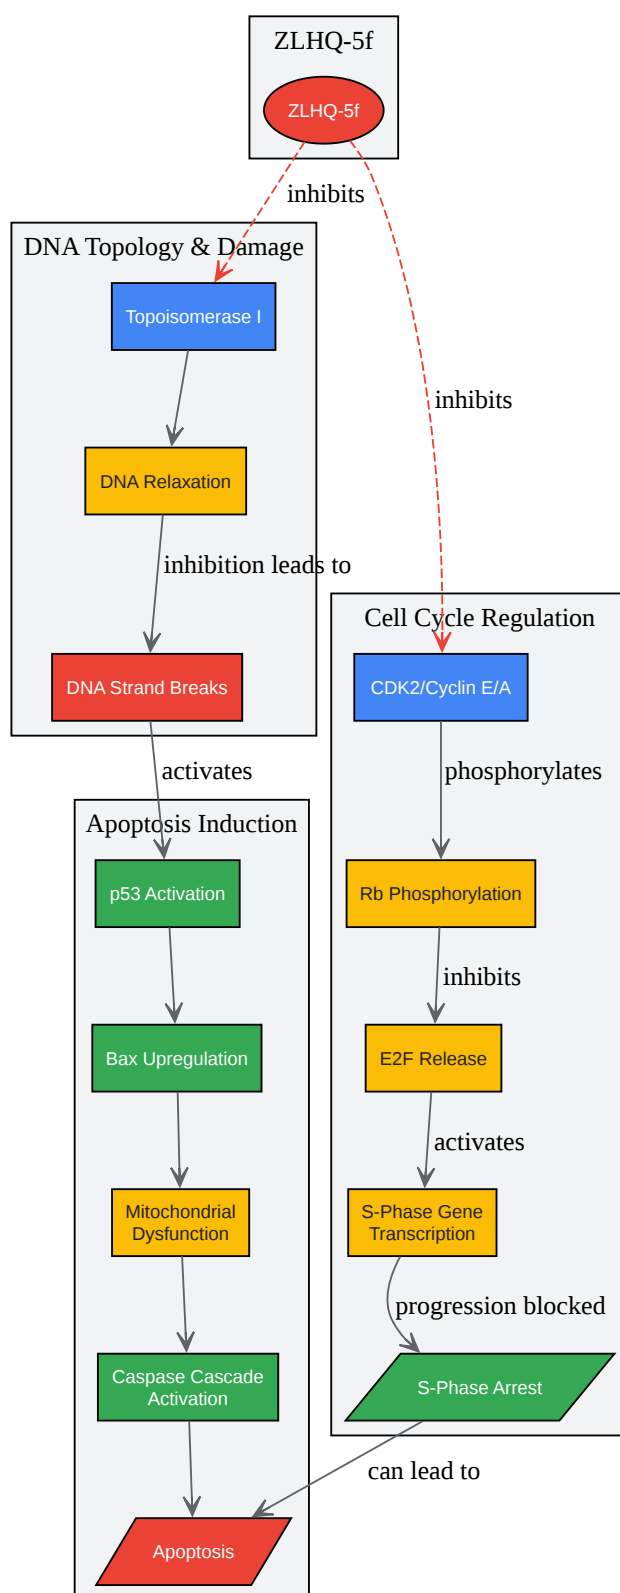 ZLHQ-5f
ZLHQ-5f
inhibits
inhibits
DNA Topology & Damage
Topoisomerase I
DNA Relaxation
inhibition leads to
DNA Strand Breaks
activates
Cell Cycle Regulation
CDK2/Cyclin E/A
phosphorylates
Rb Phosphorylation
inhibits
E2F Release
activates
S-Phase Gene
Transcription
progression blocked
S-Phase Arrest
can lead to
Apoptosis Induction
p53 Activation
Bax Upregulation
Mitochondrial
Dysfunction
Caspase Cascade
Activation
Apoptosis